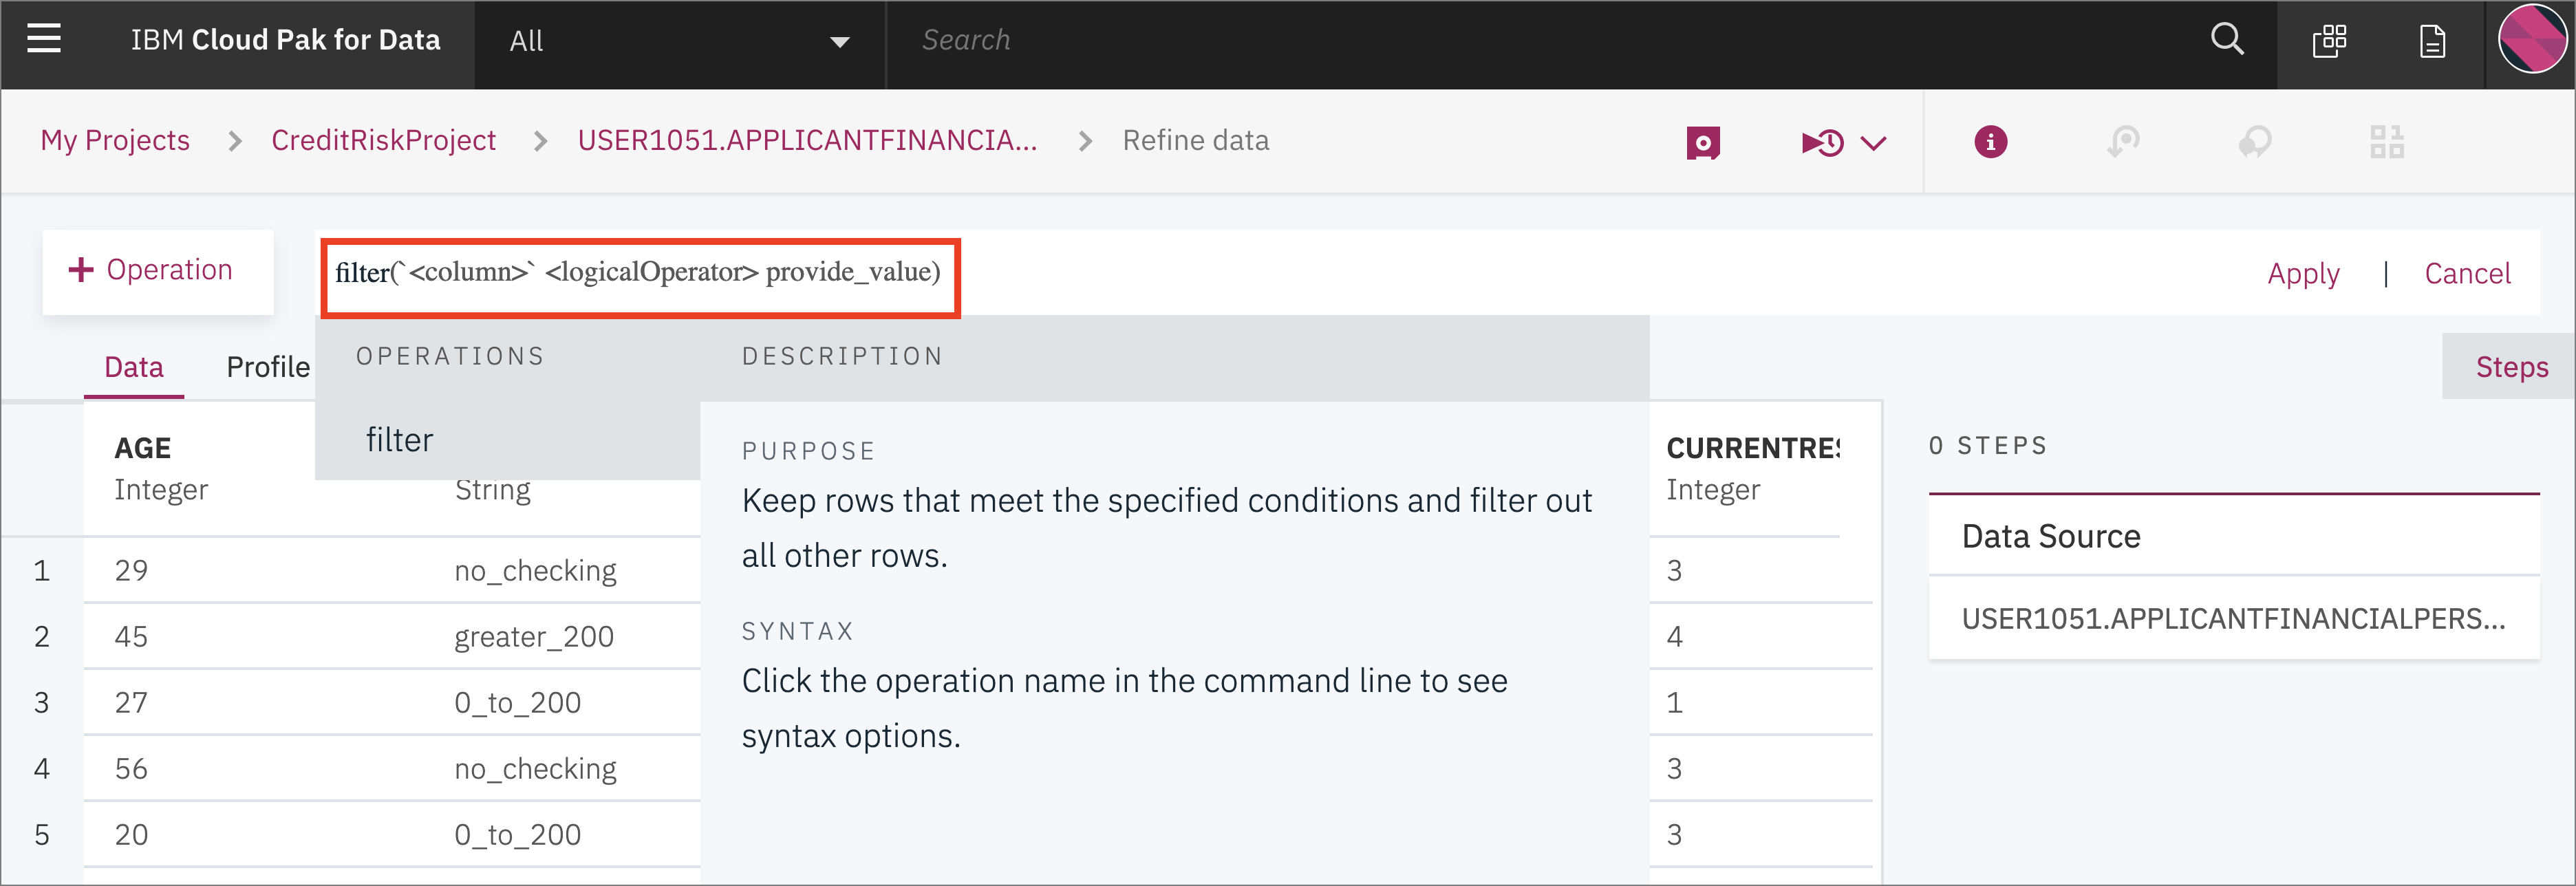 IBM Cloud Pak for Data All Search
My Projects > CreditRiskProject > USER1051.APPLICANTFINANCIA... > Refine data
+ Operation filter(`<column>` <logicalOperator> provide_value) Apply | Cancel
Data Profile OPERATIONS DESCRIPTION Steps
filter
PURPOSE
Keep rows that meet the specified conditions and filter out
all other rows.
SYNTAX
Click the operation name in the command line to see
syntax options.
AGE CURRENTRES
Integer String Integer
1 29 no_checking 3
2 45 greater_200 4
3 27 0_to_200 1
4 56 no_checking 3
5 20 0_to_200 3
0 STEPS
Data Source
USER1051.APPLICANTFINANCIALPERS...